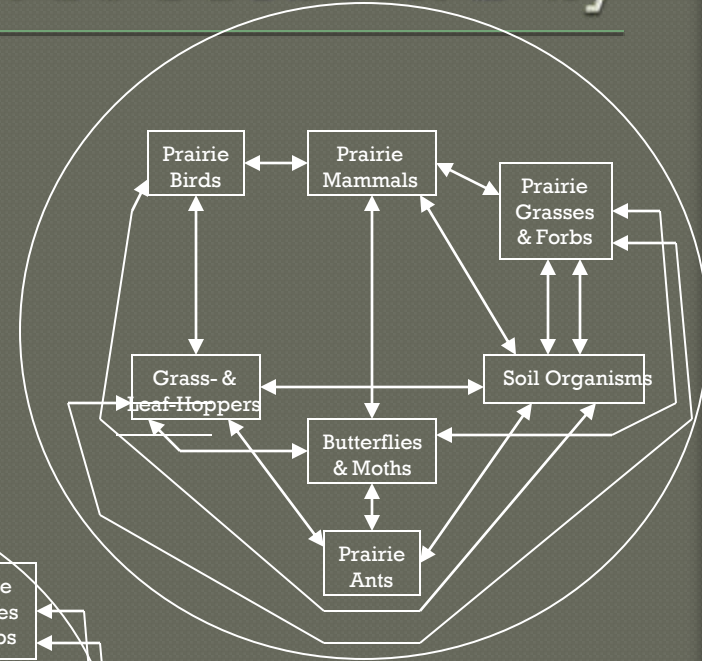 Prairie
Birds
Prairie
Mammals
Prairie
Grasses
& Forbs
Grass- &
Leaf-Hoppers
Soil Organisms
Butterflies
& Moths
Prairie
Ants